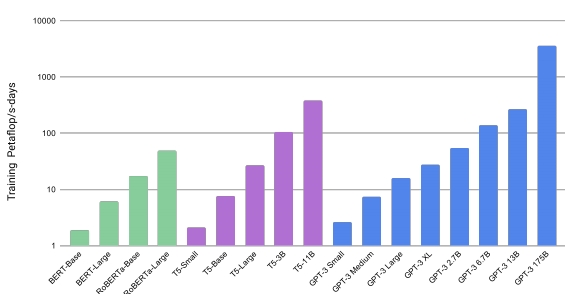 Training Petaflop/s-days
10000
1000
100
10
1
BERT-Base
BERT-Large
RoBERTa-Base
RoBERTa-Large
T5-Small
T5-Base
T5-Large
T5-3B
T5-11B
GPT-3 Small
GPT-3 Medium
GPT-3 Large
GPT-3 XL
GPT-3 2.7B
GPT-3 6.7B
GPT-3 13B
GPT-3 175B